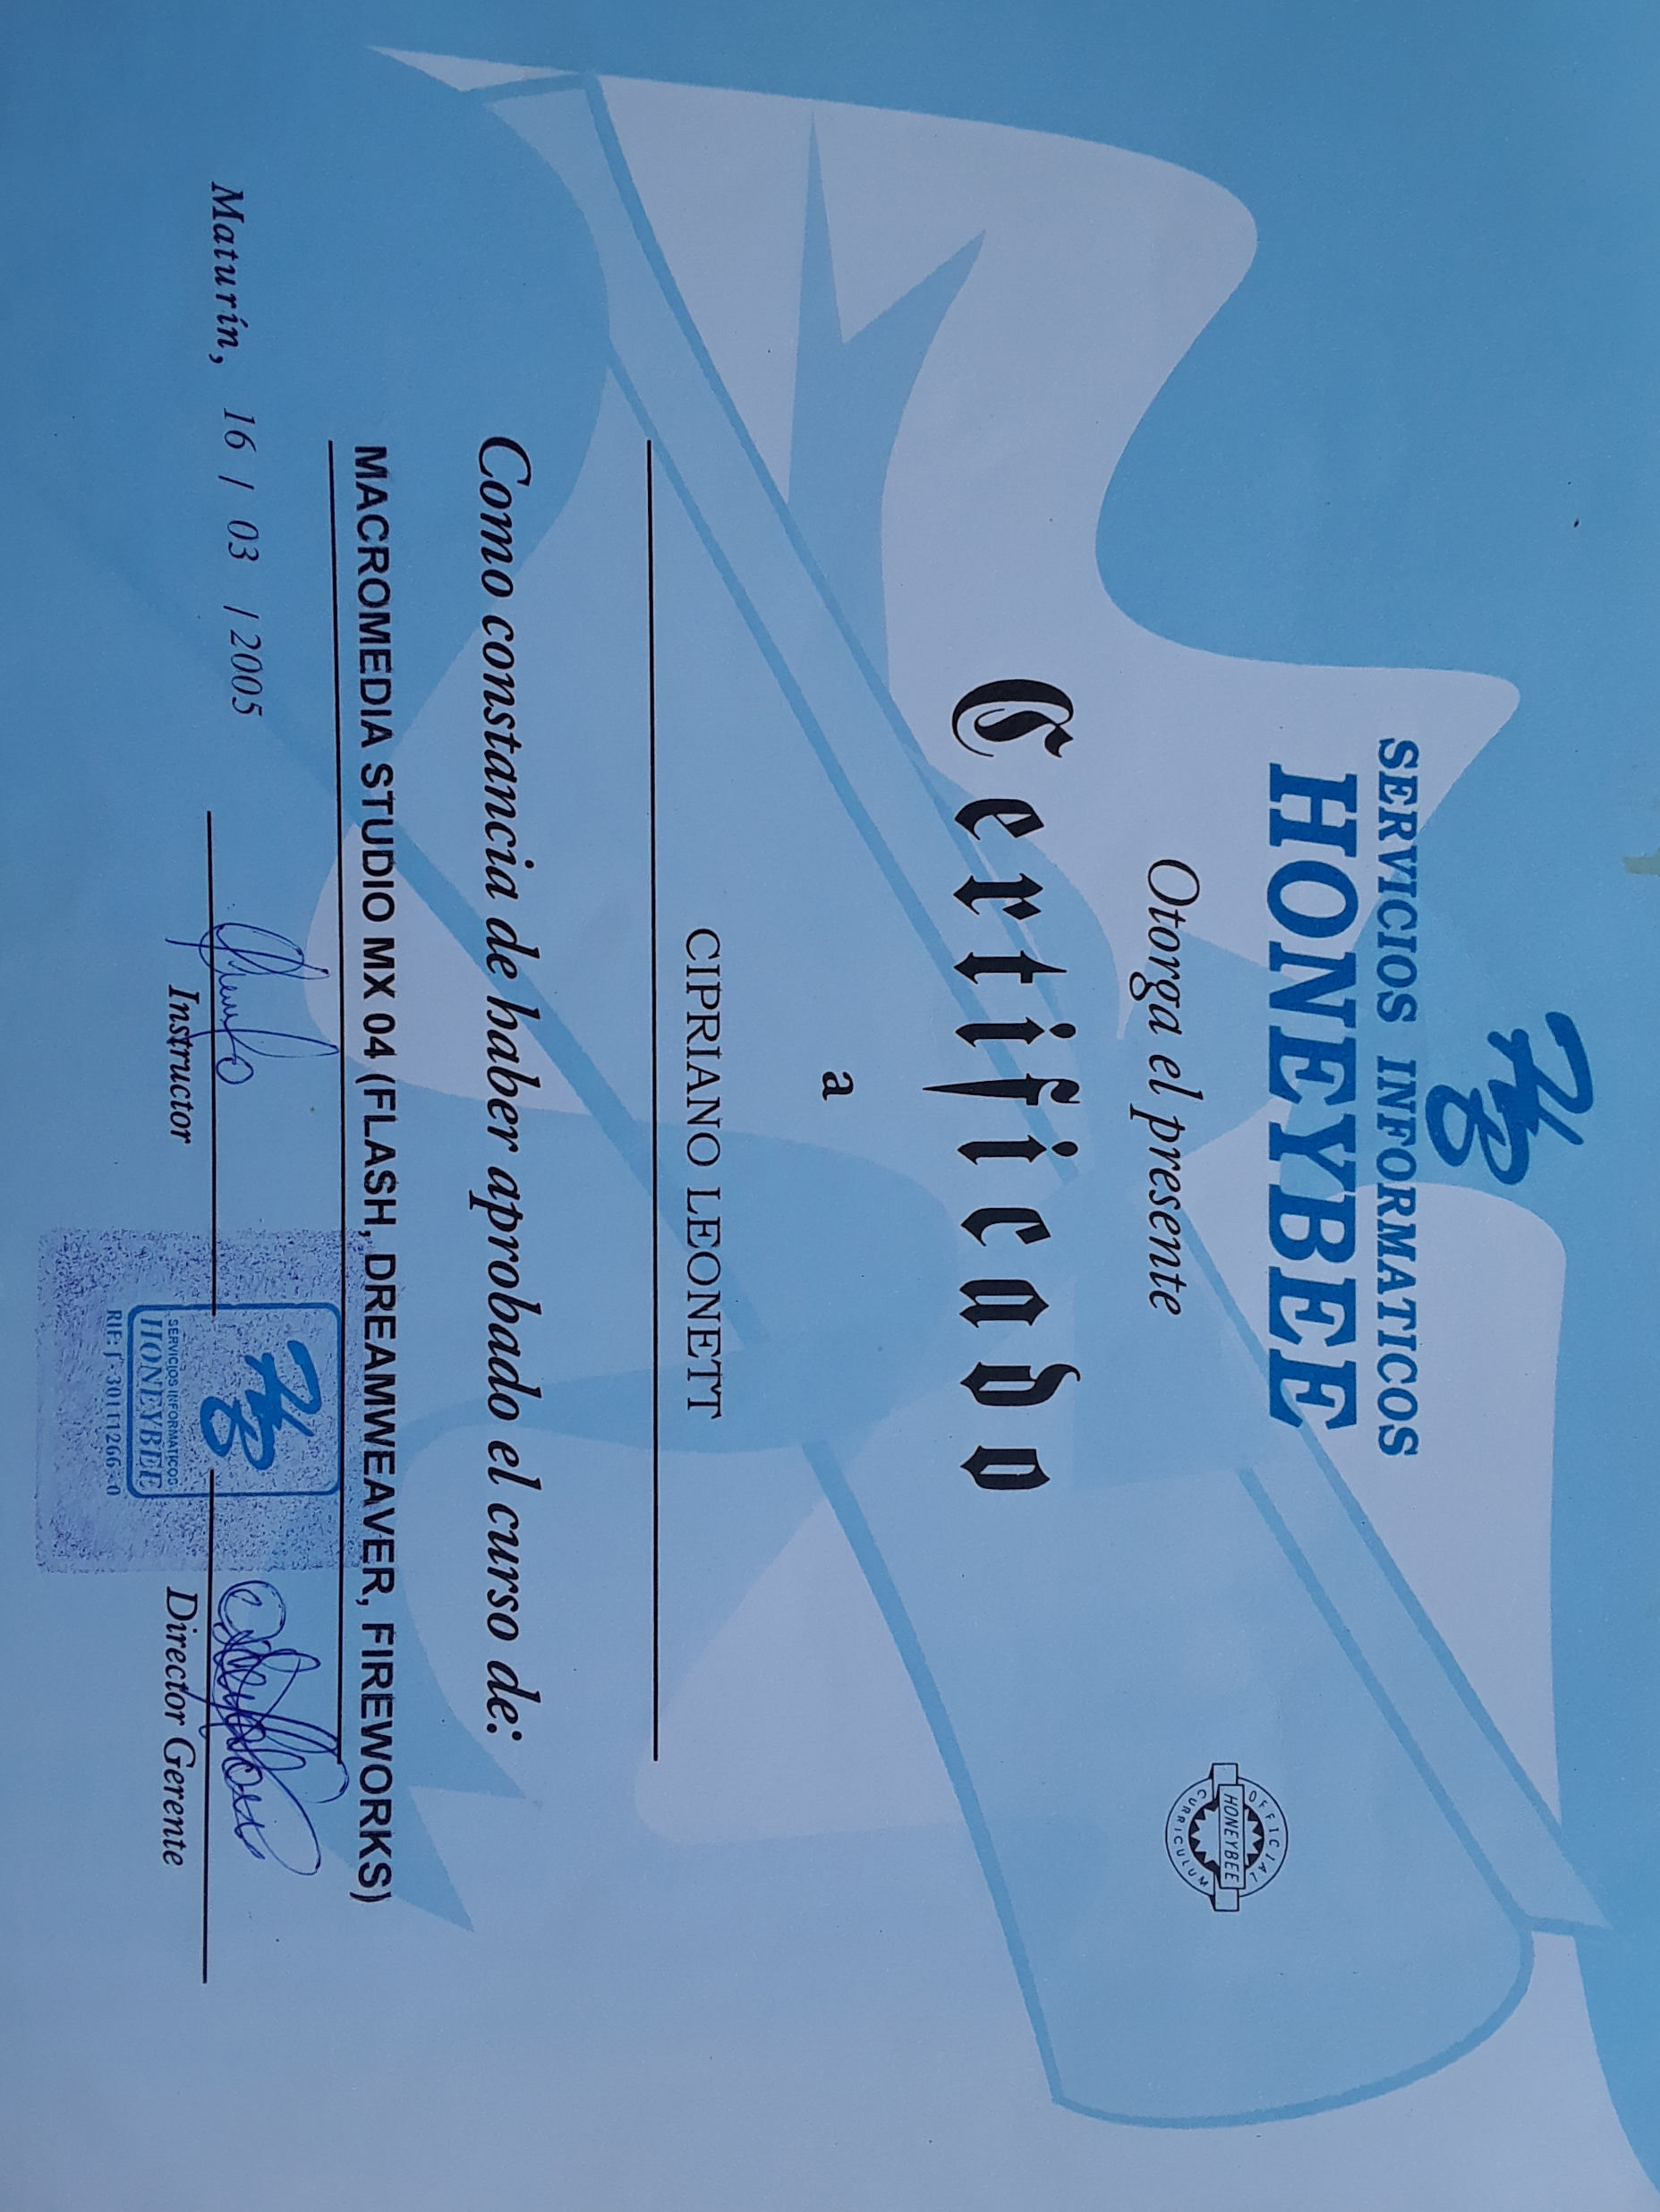 HB
SERVICIOS INFORMATICOS
HONEYBEE
Otorga el presente
OFFICIAL
HONEYBEE
CURRICULUM
Certificado
a
CIPRIANO LEONETT
Como constancia de haber aprobado el curso de:
MACROMEDIA STUDIO MX 04 (FLASH, DREAMWEAVER, FIREWORKS)
Maturín, 16 / 03 / 2005
Instructor
HB
SERVICIOS INFORMATICOS
HONEYBEE
RIF: J - 30111266 - 0
Director Gerente